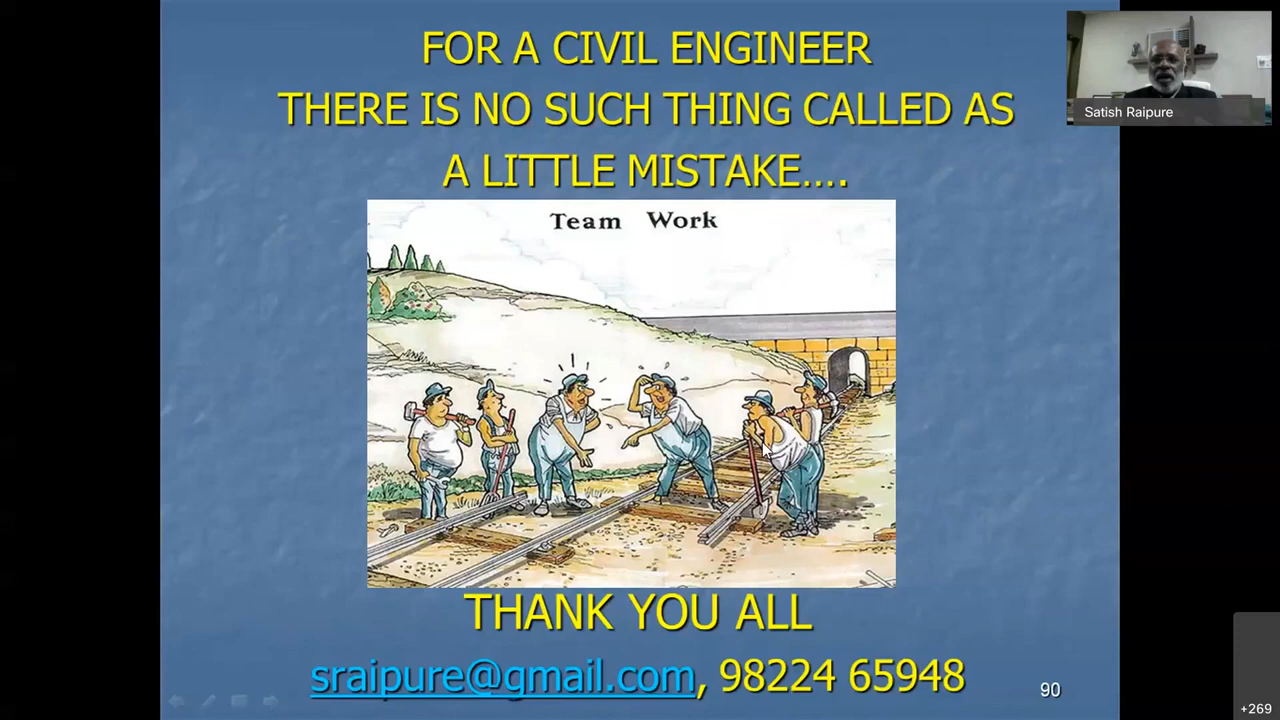 FOR A CIVIL ENGINEER
THERE IS NO SUCH THING CALLED AS
A LITTLE MISTAKE....
Team Work
THANK YOU ALL
sraipure@gmail.com, 98224 65948
90
Satish Raipure
+269